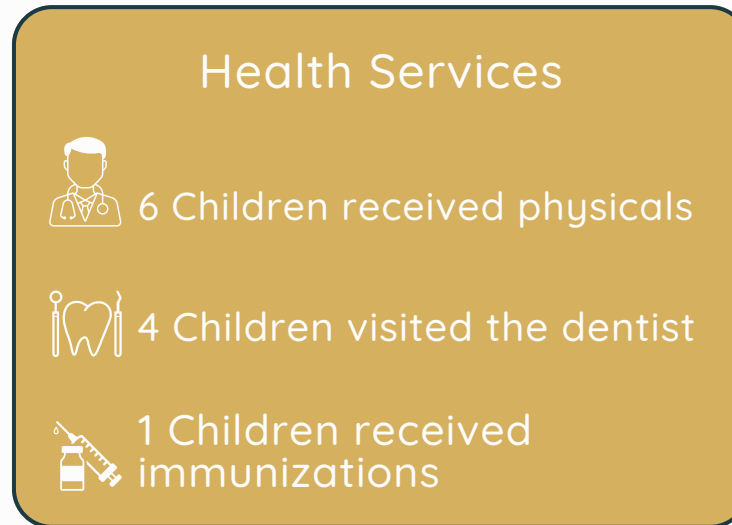 Health Services
6 Children received physicals
4 Children visited the dentist
1 Children received
immunizations